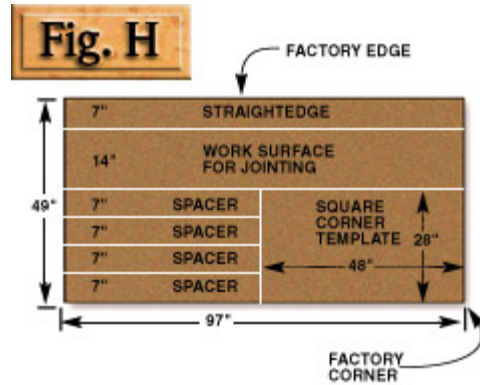 Fig. H
FACTORY EDGE
7" STRAIGHTEDGE
14" WORK SURFACE
FOR JOINTING
49"
7" SPACER
7" SPACER
7" SPACER
7" SPACER
SQUARE
CORNER
TEMPLATE
28"
48"
97"
FACTORY
CORNER